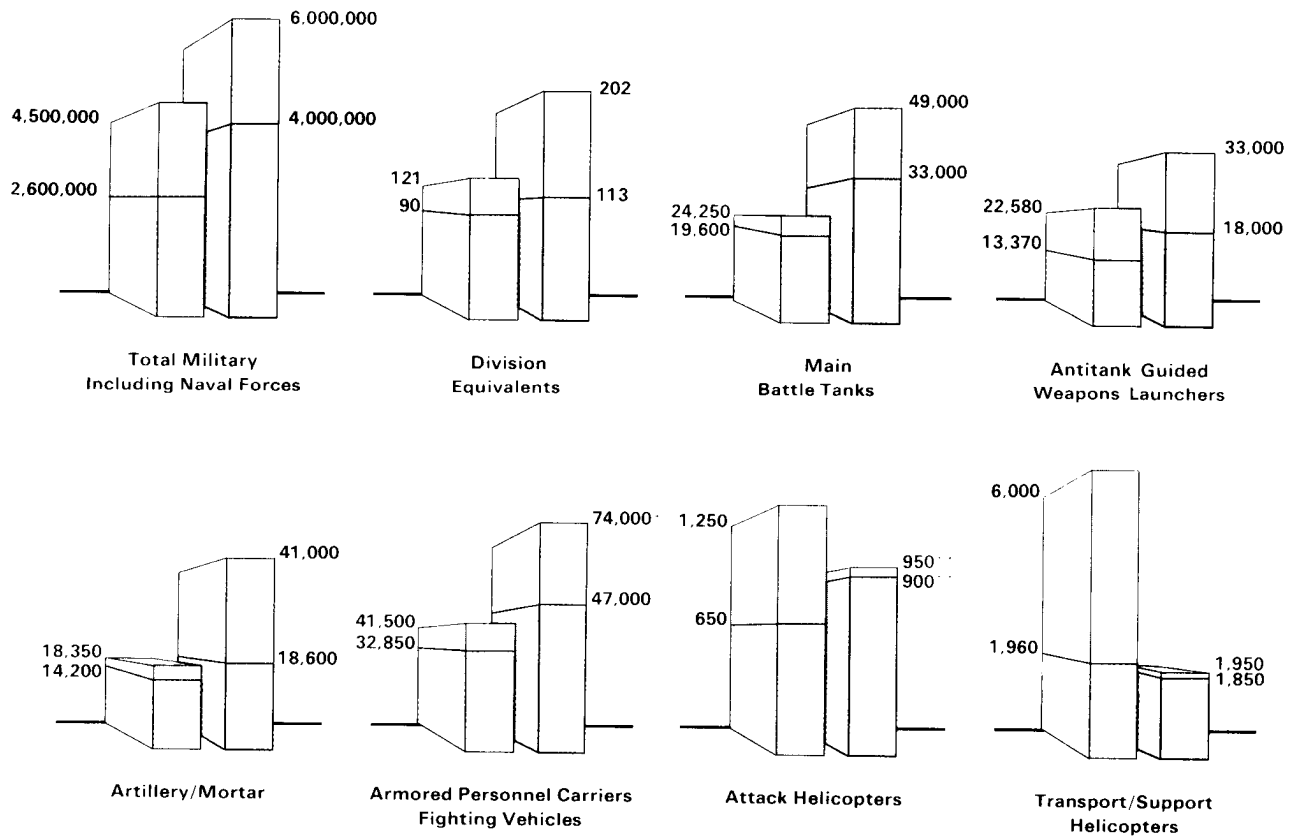 6,000,000
4,500,000
4,000,000
2,600,000
Total Military
Including Naval Forces
202
121
90
113
Division
Equivalents
49,000
33,000
24,250
19,600
Main
Battle Tanks
33,000
22,580
18,000
13,370
Antitank Guided
Weapons Launchers
41,000
18,350
18,600
14,200
Artillery/Mortar
74,000
47,000
41,500
32,850
Armored Personnel Carriers
Fighting Vehicles
1,250
950
900
650
Attack Helicopters
6,000
1,960
1,950
1,850
Transport/Support
Helicopters